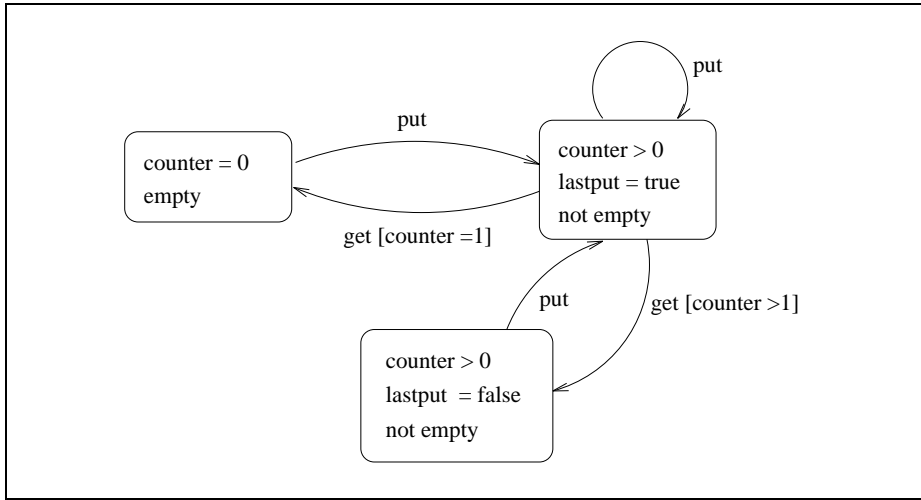 put
put
counter = 0
empty
counter > 0
lastput = true
not empty
get [counter =1]
put
get [counter >1]
counter > 0
lastput = false
not empty